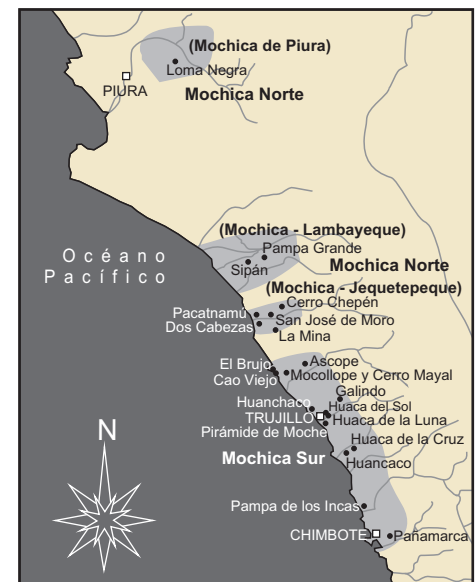 (Mochica de Piura)
Loma Negra
PIURA
Mochica Norte
(Mochica - Lambayeque)
Pampa Grande
Océano
Pacífico
Sipán
Mochica Norte
(Mochica - Jequetepeque)
Cerro Chepén
Pacatnamú
San José de Moro
Dos Cabezas
La Mina
El Brujo
Ascope
Cao Viejo
Mocollope y Cerro Mayal
Galindo
Huanchaco
Huaca del Sol
TRUJILLO
Huaca de la Luna
Pirámide de Moche
Huaca de la Cruz
N
Mochica Sur
Huancaco
Pampa de los Incas
CHIMBOTE
Pañamarca